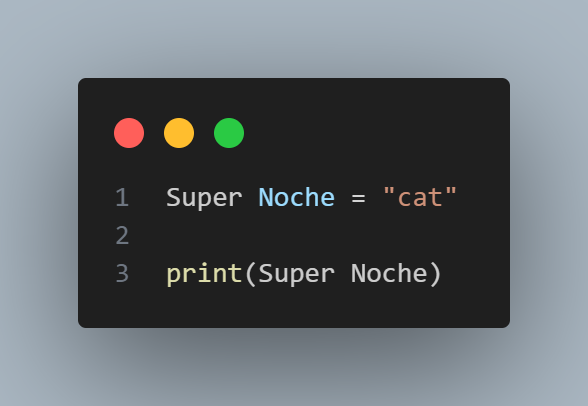 1 Super Noche = "cat"
2
3 print(Super Noche)